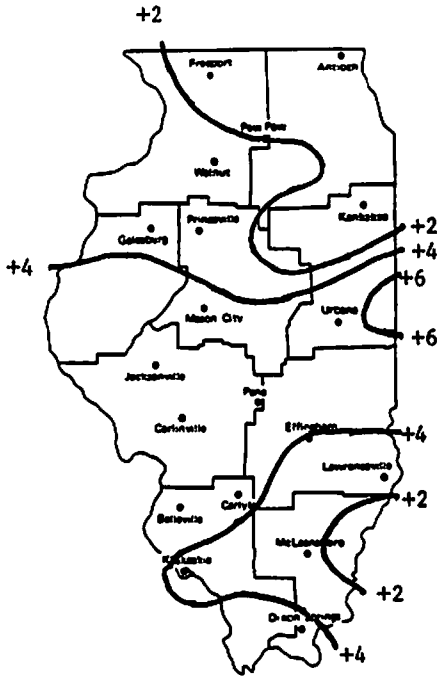 +2
Freeport
Antioch
Paw Paw
Walnut
Kankakee
Princeville
Galesburg
+2
+4
+4
+6
Mason City
Urbana
+6
Jacksonville
Pana
Carlinville
Effingham
+4
Lawrenceville
+2
Carlyle
Belleville
McLeansboro
Kaskaskia
+2
Dixon Springs
+4